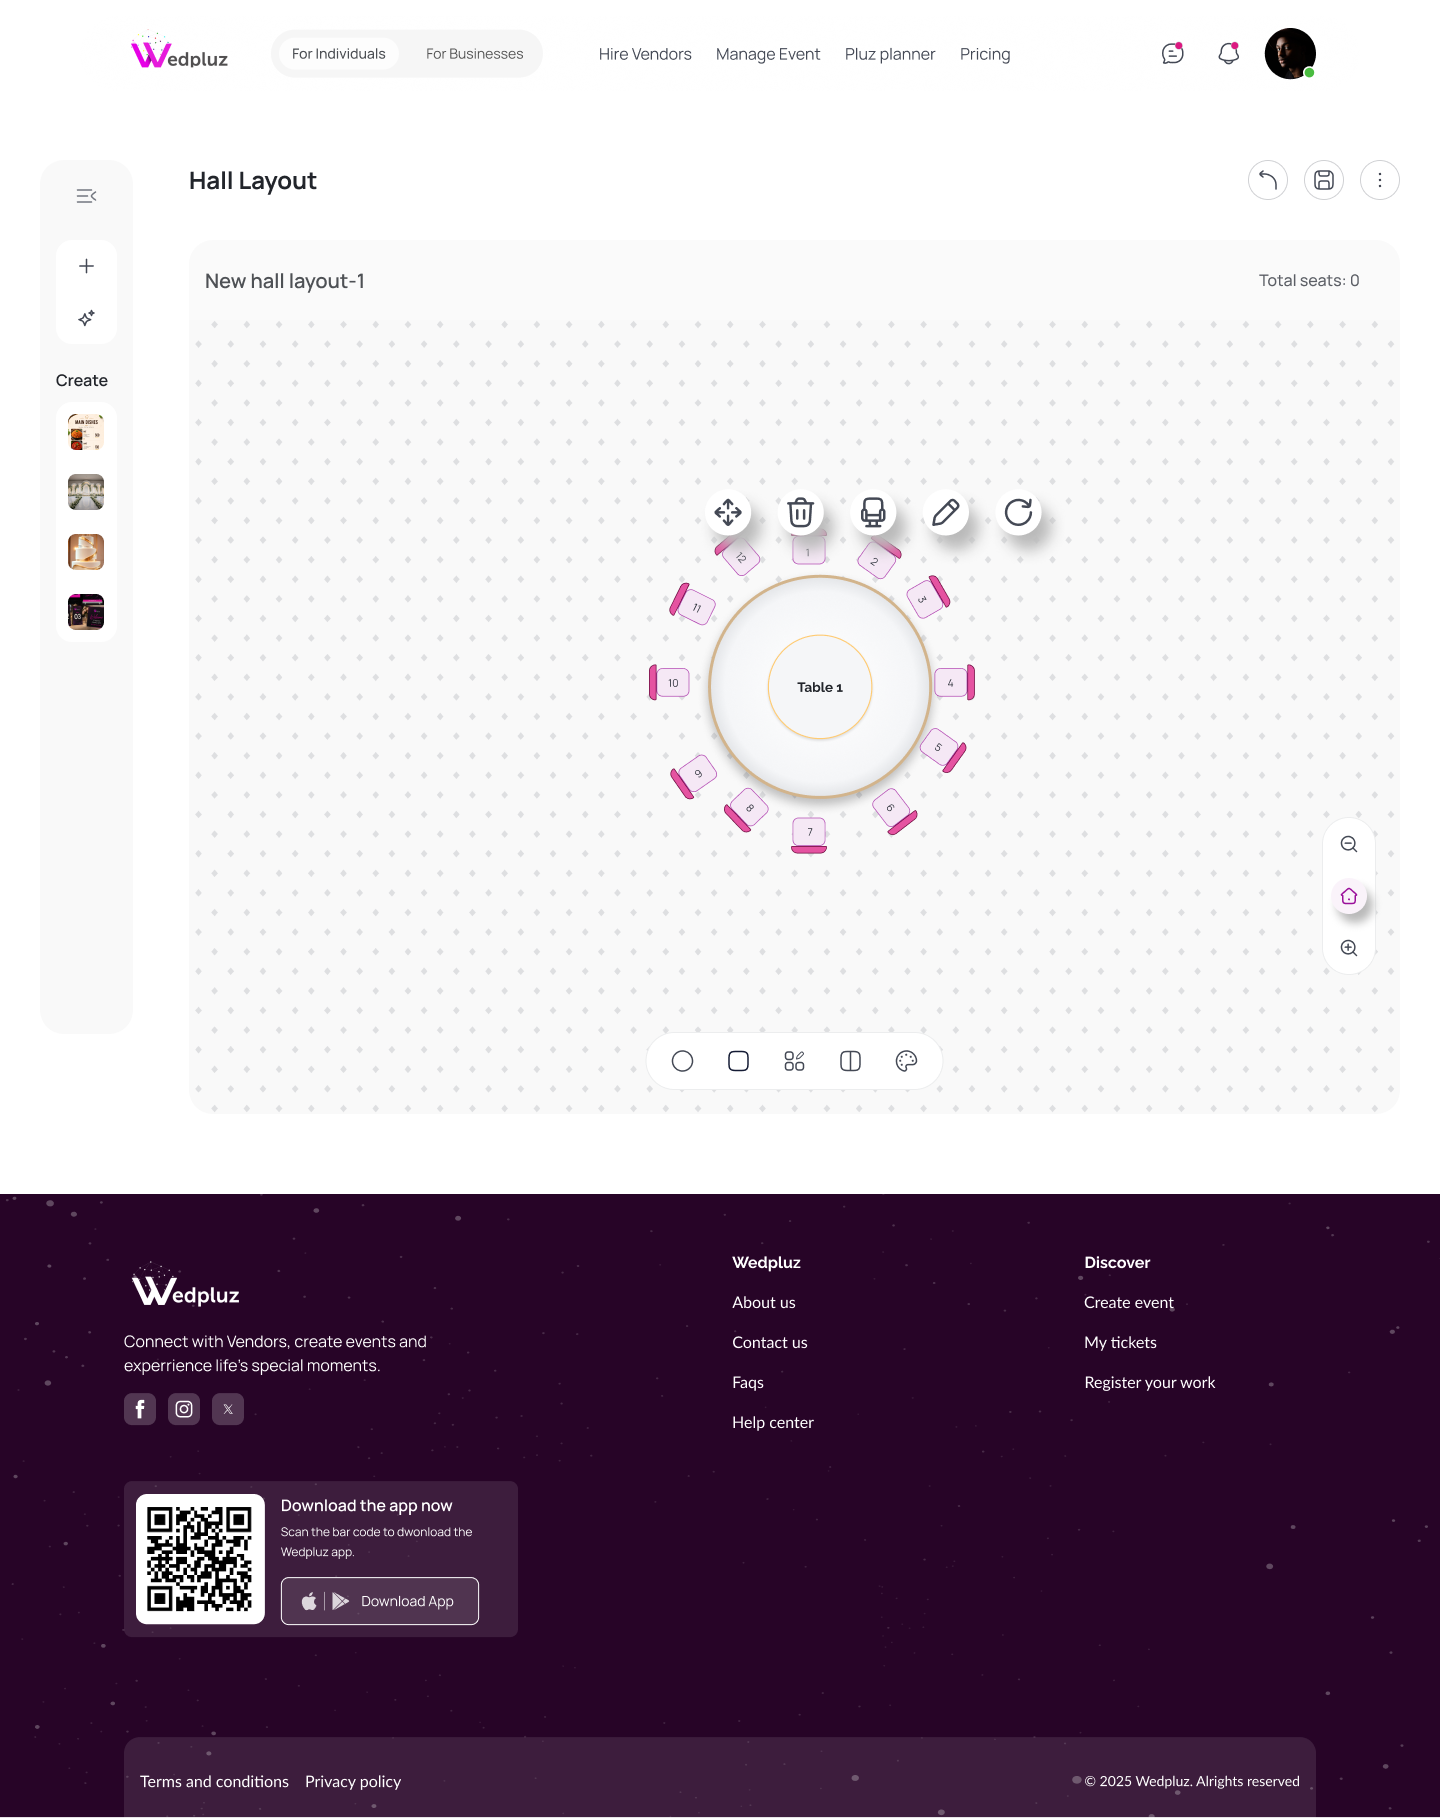 Wedpluz
For Individuals
For Businesses
Hire Vendors
Manage Event
Pluz planner
Pricing
Hall Layout
New hall layout-1
Total seats: 0
Create
MAIN DISHES
03
12
1
2
3
11
10
Table 1
4
5
9
8
7
6
Wedpluz
Connect with Vendors, create events and
experrience life's special moments.
f
𝕏
Wedpluz
About us
Contact us
Faqs
Help center
Discover
Create event
My tickets
Register your work
Download the app now
Scan the bar code to dwonload the
Wedpluz app.
Download App
Terms and conditions
Privacy policy
© 2025 Wedpluz. Alrights reserved